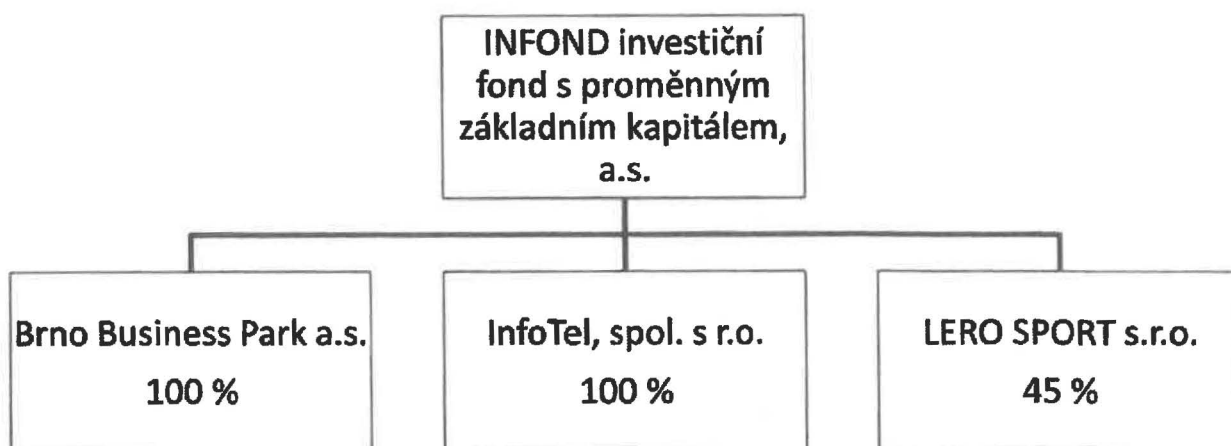 INFOND investiční
fond s proměnným
základním kapitálem,
a.s.
Brno Business Park a.s.
100 %
InfoTel, spol. s r.o.
100 %
LERO SPORT s.r.o.
45 %